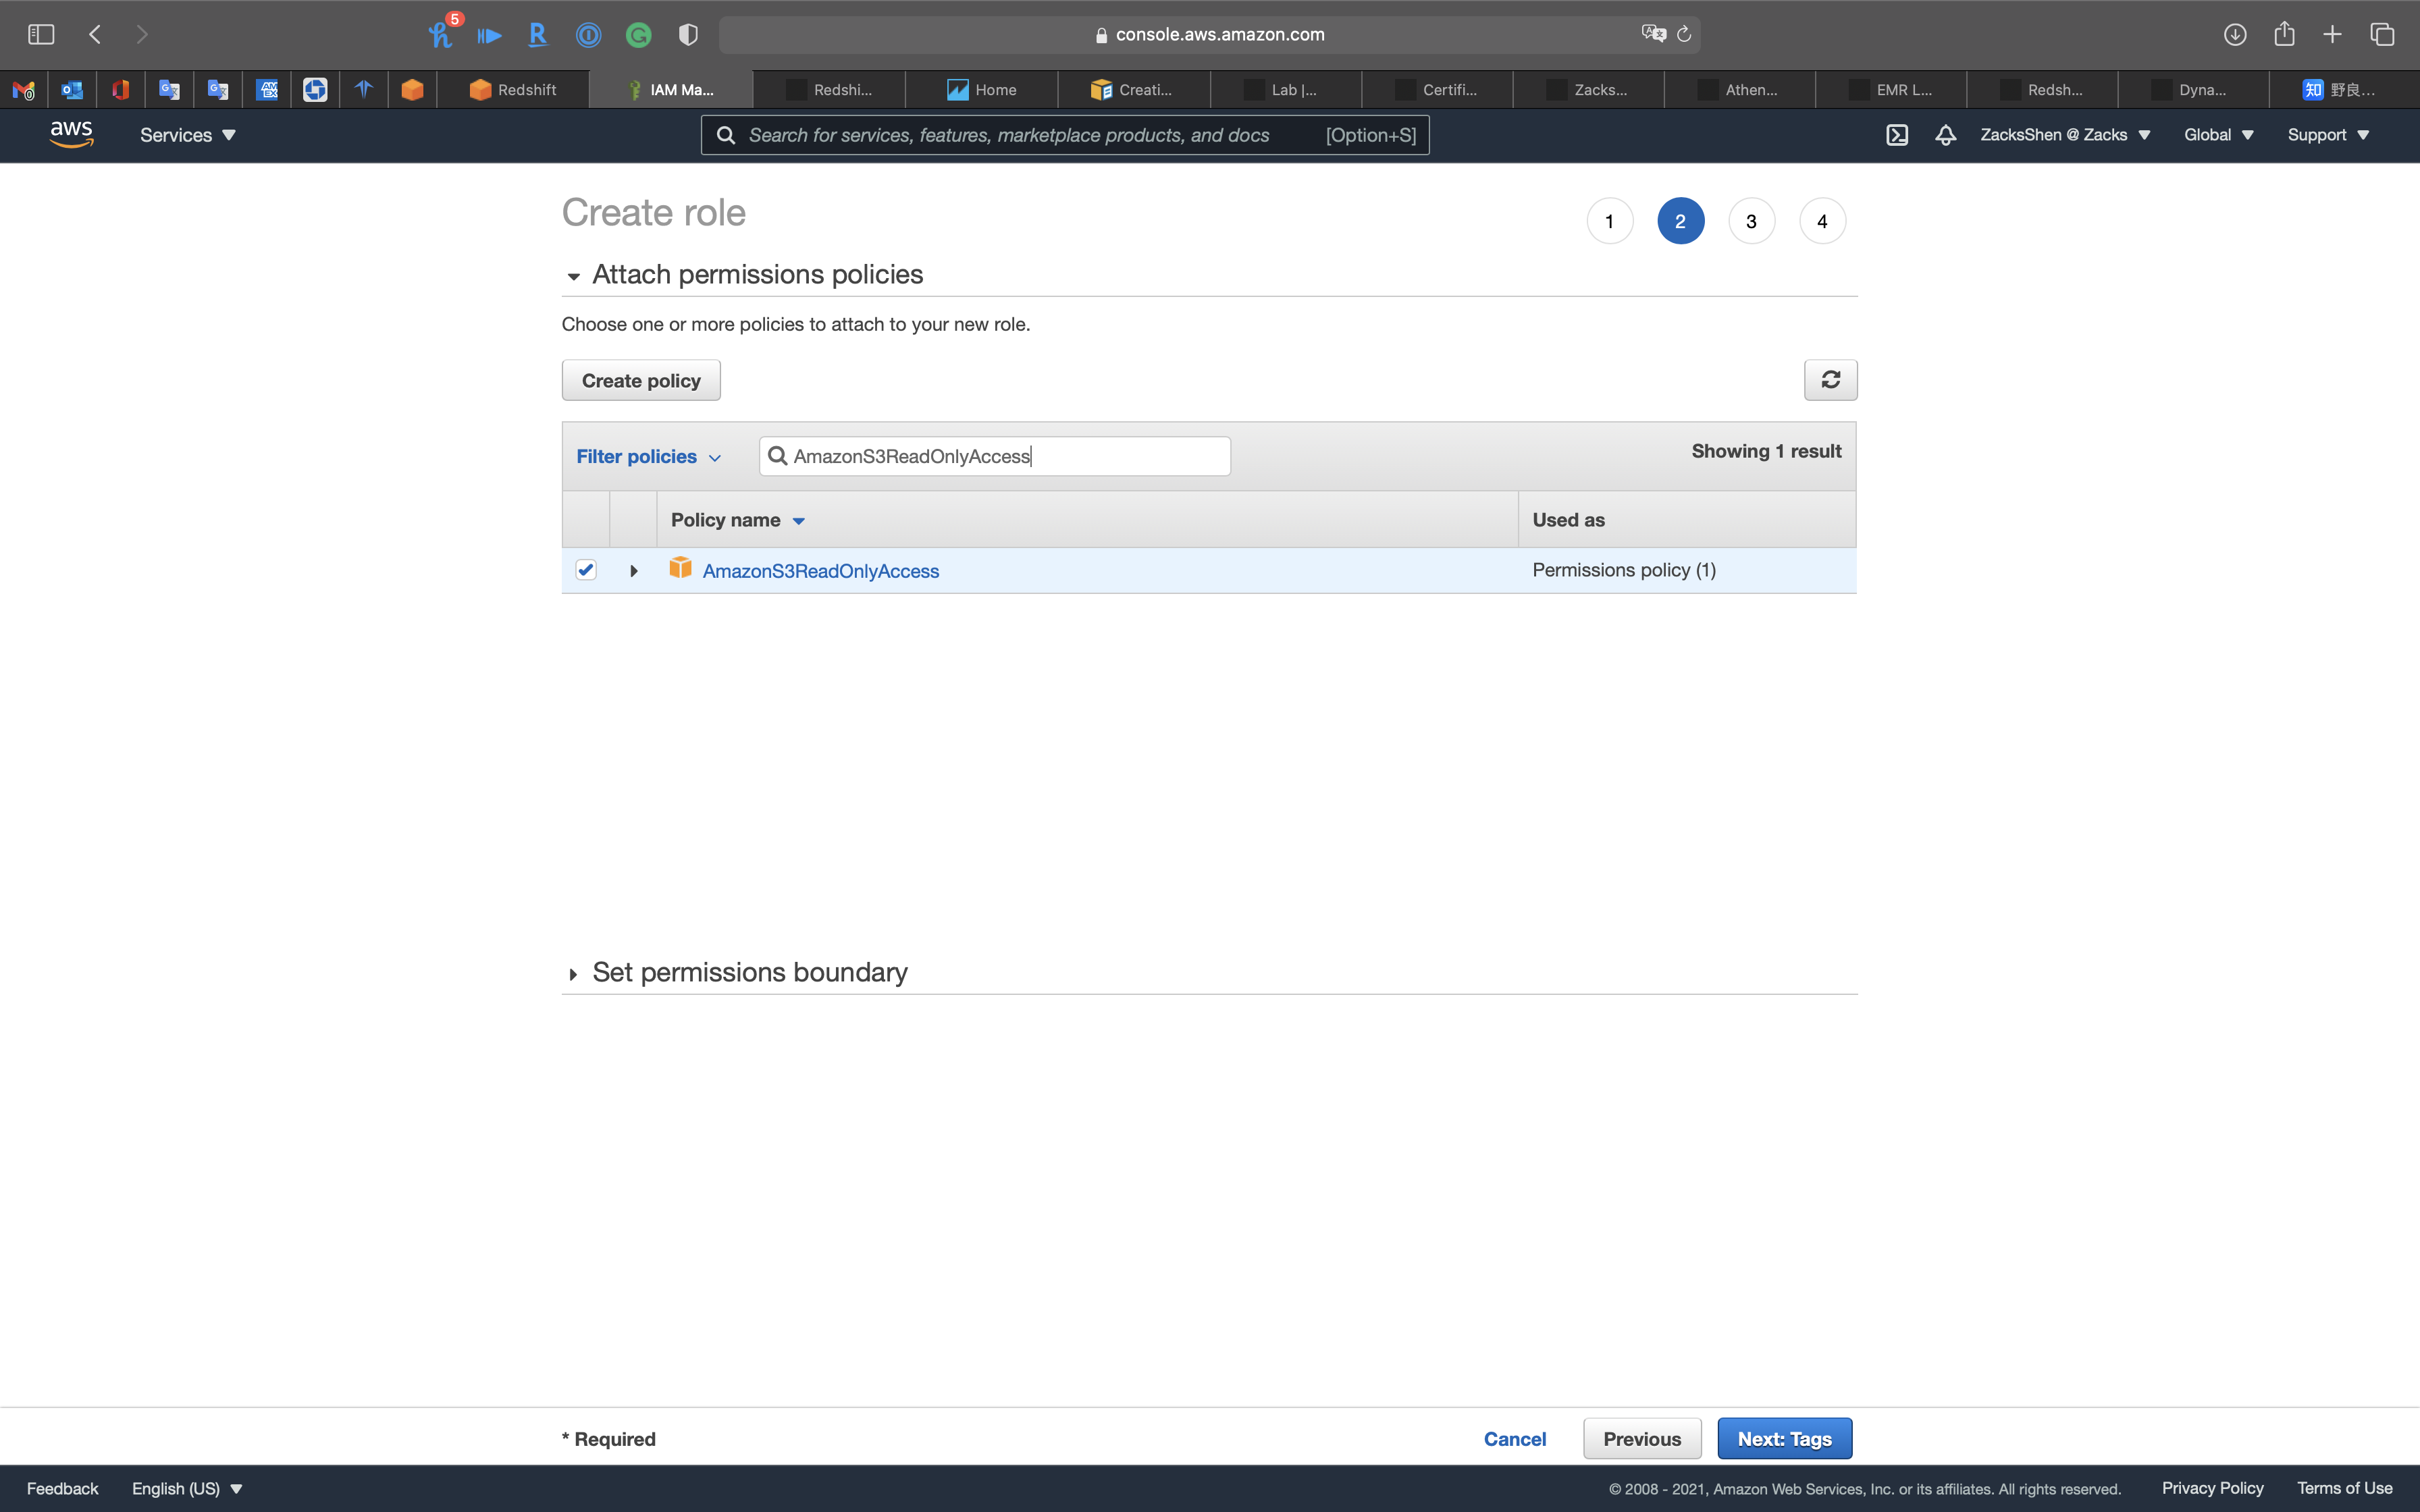 5
console.aws.amazon.com
Redshift
IAM Ma...
Redshi...
Home
Creati...
Lab |...
Certifi...
Zacks...
Athen...
EMR L...
Redsh...
Dyna...
知 野良...
aws
Services
Search for services, features, marketplace products, and docs [Option+S]
ZacksShen @ Zacks
Global
Support
Create role
1 2 3 4
Attach permissions policies
Choose one or more policies to attach to your new role.
Create policy
Filter policies
AmazonS3ReadOnlyAccess
Showing 1 result
Policy name
Used as
AmazonS3ReadOnlyAccess
Permissions policy (1)
Set permissions boundary
* Required
Cancel
Previous
Next: Tags
Feedback
English (US)
© 2008 - 2021, Amazon Web Services, Inc. or its affiliates. All rights reserved.
Privacy Policy
Terms of Use